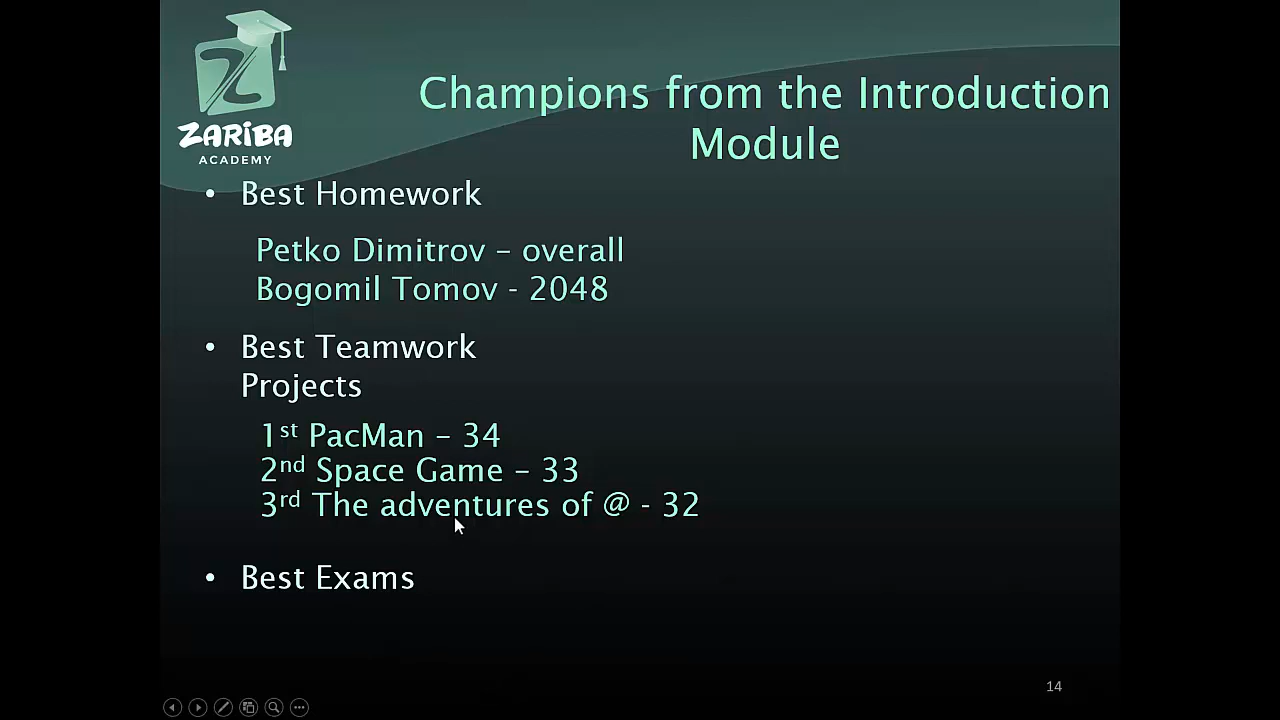 ZARIBA
ACADEMY
Champions from the Introduction
Module
• Best Homework
Petko Dimitrov – overall
Bogomil Tomov - 2048
• Best Teamwork
Projects
1st PacMan – 34
2nd Space Game – 33
3rd The adventures of @ - 32
• Best Exams
14